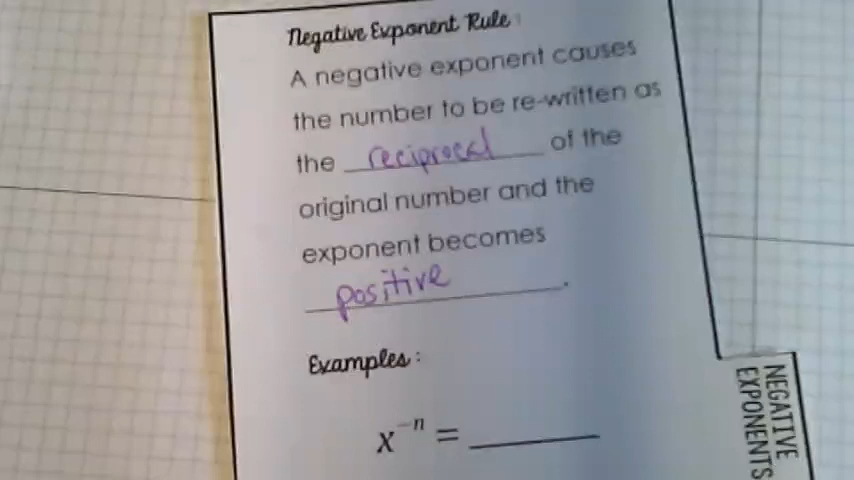 Negative Exponent Rule:
A negative exponent causes
the number to be re-written as
the reciprocal of the
original number and the
exponent becomes
positive.
Examples:
x⁻ⁿ = ______
NEGATIVE
EXPONENTS